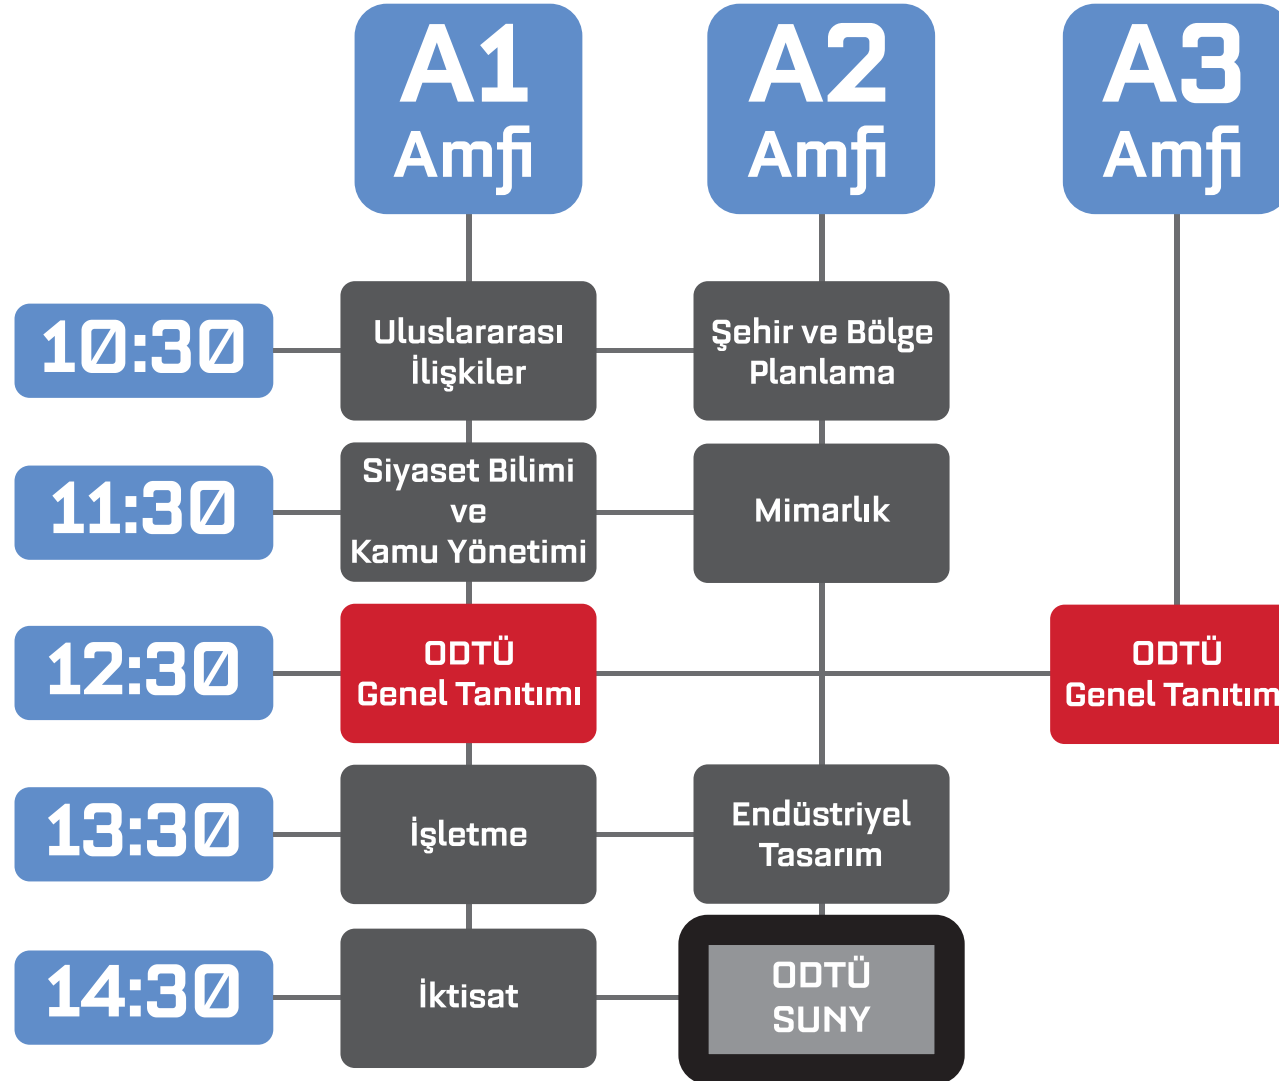 A1
Amfi
A2
Amfi
A3
Amfi
10:30
Uluslararası
İlişkiler
Şehir ve Bölge
Planlama
11:30
Siyaset Bilimi
ve
Kamu Yönetimi
Mimarlık
12:30
ODTÜ
Genel Tanıtımı
ODTÜ
Genel Tanıtım
13:30
İşletme
Endüstriyel
Tasarım
14:30
İktisat
ODTÜ
SUNY